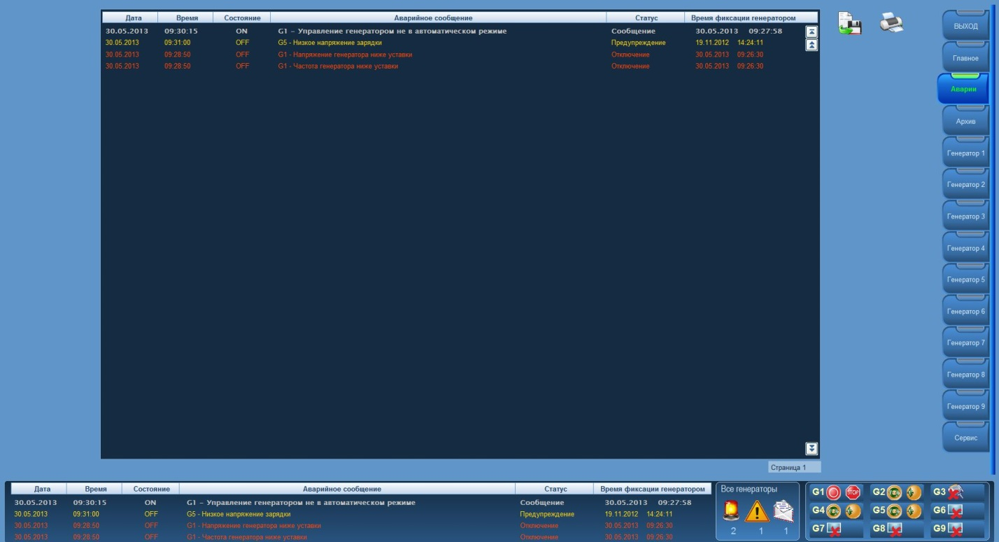 Дата Время Состояние Аварийное сообщение Статус Время фиксации генератором
30.05.2013 09:30:15 ON G1 – Управление генератором не в автоматическом режиме Сообщение 30.05.2013 09:27:58
30.05.2013 09:31:00 OFF G5 - Низкое напряжение зарядки Предупреждение 19.11.2012 14:24:11
30.05.2013 09:28:50 OFF G1 - Напряжение генератора ниже уставки Отключение 30.05.2013 09:26:30
30.05.2013 09:28:50 OFF G1 - Частота генератора ниже уставки Отключение 30.05.2013 09:26:30
Страница 1
ВЫХОД
Главное
Аварии
Архив
Генератор 1
Генератор 2
Генератор 3
Генератор 4
Генератор 5
Генератор 6
Генератор 7
Генератор 8
Генератор 9
Сервис
Дата Время Состояние Аварийное сообщение Статус Время фиксации генератором
30.05.2013 09:30:15 ON G1 – Управление генератором не в автоматическом режиме Сообщение 30.05.2013 09:27:58
30.05.2013 09:31:00 OFF G5 - Низкое напряжение зарядки Предупреждение 19.11.2012 14:24:11
30.05.2013 09:28:50 OFF G1 - Напряжение генератора ниже уставки Отключение 30.05.2013 09:26:30
30.05.2013 09:28:50 OFF G1 - Частота генератора ниже уставки Отключение 30.05.2013 09:26:30
Все генераторы
2 1 1
G1 STOP G2 G3
G4 G5 G6
G7 G8 G9